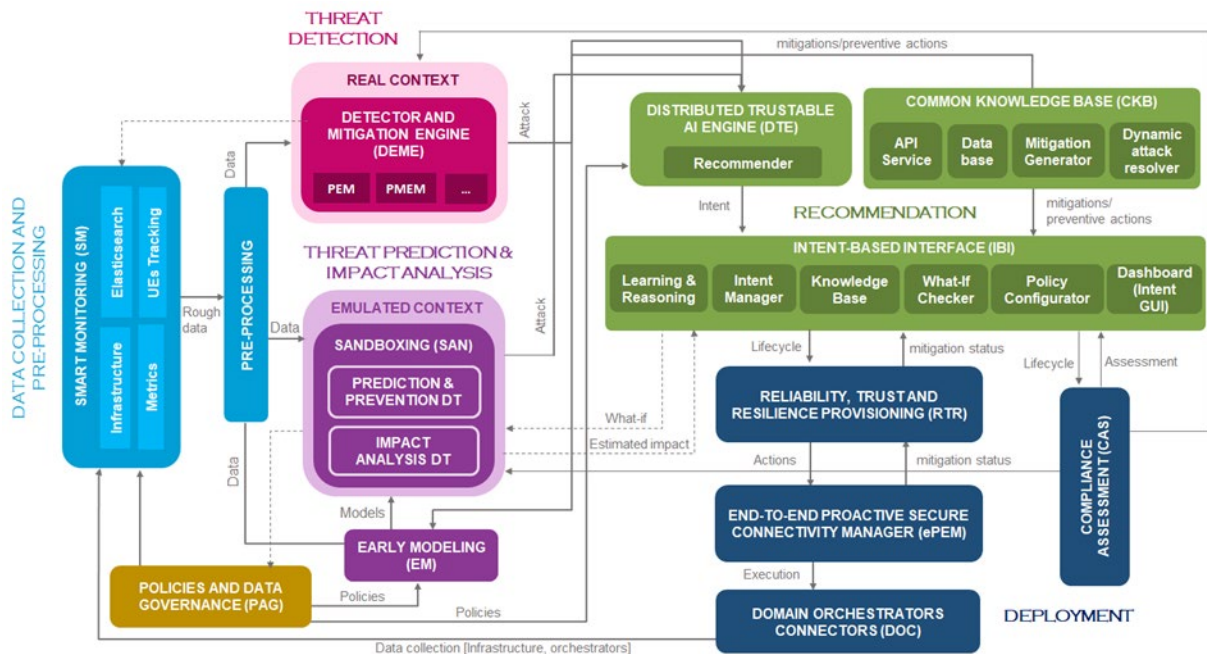 THREAT
DETECTION
REAL CONTEXT
DETECTOR AND
MITIGATION ENGINE
(DEME)
PEM
PMEM
...
Attack
mitigations/preventive actions
DISTRIBUTED TRUSTABLE
AI ENGINE (DTE)
Recommender
COMMON KNOWLEDGE BASE (CKB)
API
Service
Data
base
Mitigation
Generator
Dynamic
attack
resolver
Intent
RECOMMENDATION
mitigations/
preventive actions
DATA COLLECTION AND
PRE-PROCESSING
SMART MONITORING (SM)
Elasticsearch
UEs Tracking
Infrastructure
Metrics
Rough
data
Data
PRE-PROCESSING
Data
Data
THREAT PREDICTION &
IMPACT ANALYSIS
EMULATED CONTEXT
SANDBOXING (SAN)
PREDICTION &
PREVENTION DT
IMPACT
ANALYSIS DT
Attack
INTENT-BASED INTERFACE (IBI)
Learning &
Reasoning
Intent
Manager
Knowledge
Base
What-If
Checker
Policy
Configurator
Dashboard
(Intent
GUI)
Lifecycle
mitigation status
Lifecycle
Assessment
What-if
Estimated impact
RELIABILITY, TRUST AND
RESILIENCE PROVISIONING (RTR)
Actions
mitigation status
COMPLIANCE
ASSESSMENT (CAS)
Models
EARLY MODELING
(EM)
END-TO-END PROACTIVE SECURE
CONNECTIVITY MANAGER (ePEM)
Execution
POLICIES AND DATA
GOVERNANCE (PAG)
Policies
Policies
DOMAIN ORCHESTRATORS
CONNECTORS (DOC)
DEPLOYMENT
Data collection [Infrastructure, orchestrators]